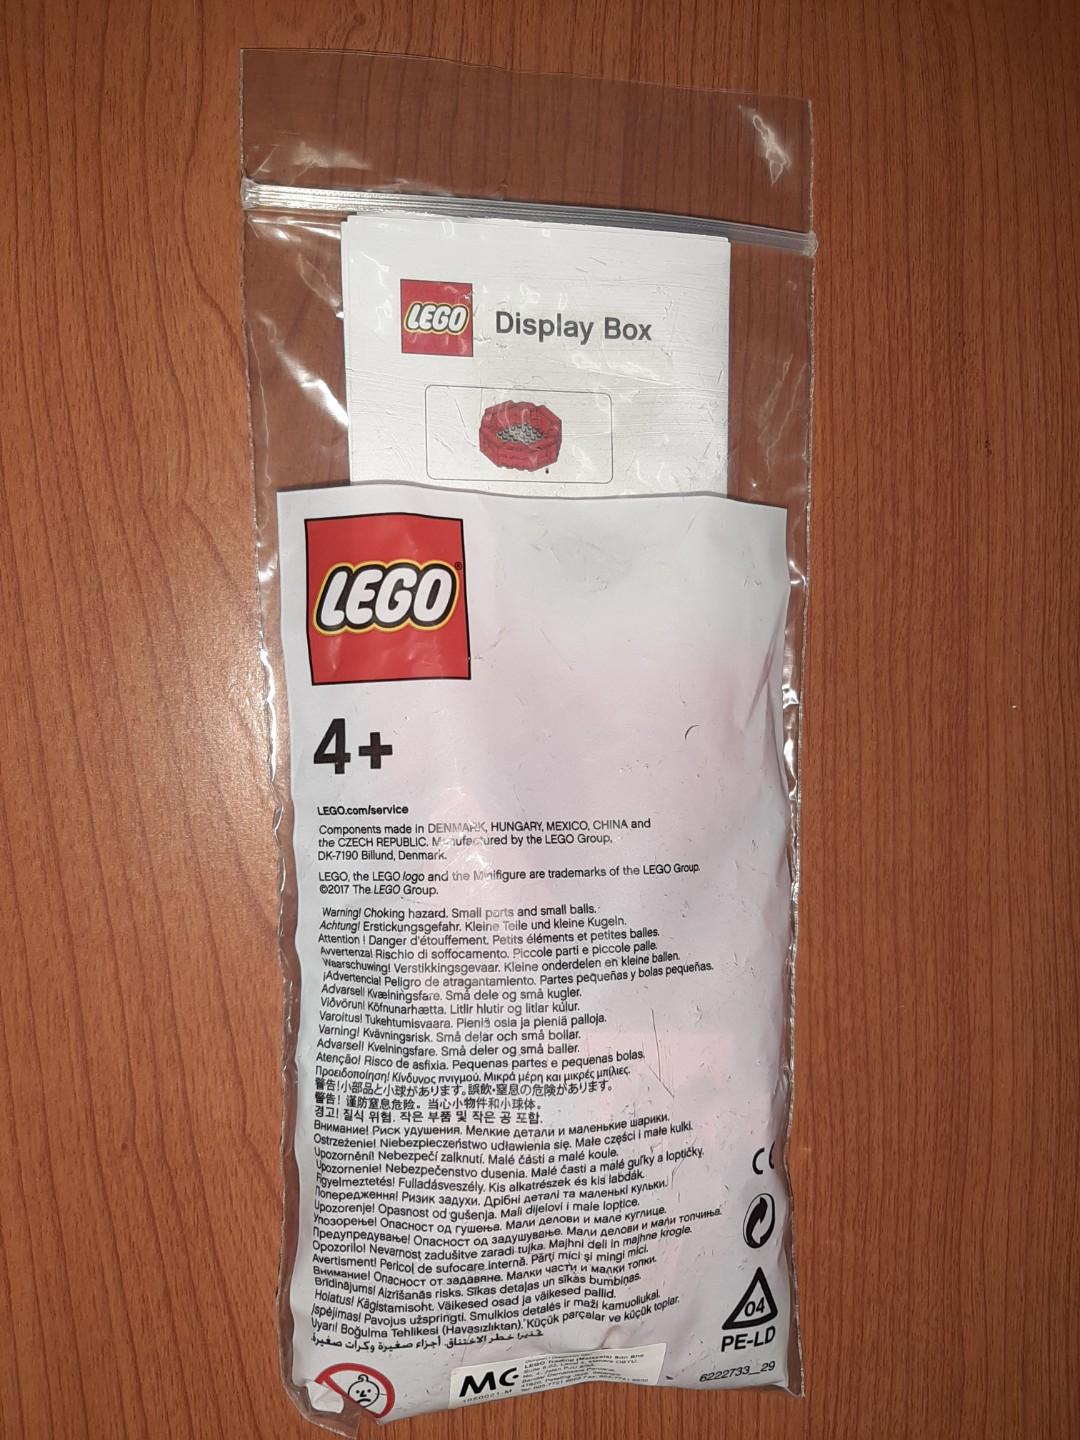 LEGO
Display Box
LEGO®
4+
LEGO.com/service
Components made in DENMARK, HUNGARY, MEXICO, CHINA and
the CZECH REPUBLIC. Manufactured by the LEGO Group,
DK-7190 Billund, Denmark.
LEGO, the LEGO logo and the Minifigure are trademarks of the LEGO Group.
©2017 The LEGO Group.
Warning! Choking hazard. Small parts and small balls.
Achtung! Erstickungsgefahr. Kleine Teile und kleine Kugeln.
Attention ! Danger d'étouffement. Petits éléments et petites balles.
Avvertenza! Rischio di soffocamento. Piccole parti e piccole palle.
Waarschuwing! Verstikkingsgevaar. Kleine onderdelen en kleine ballen.
¡Advertencia! Peligro de atragantamiento. Partes pequeñas y bolas pequeñas.
Advarsel! Kvælningsfare. Små dele og små kugler.
Viðvörun! Köfnunarhætta. Litlir hlutir og litlar kúlur.
Varoitus! Tukehtumisvaara. Pieniä osia ja pieniä palloja.
Varning! Kvävningsrisk. Små delar och små bollar.
Advarsel! Kvelningsfare. Små deler og små baller.
Atenção! Risco de asfixia. Pequenas partes e pequenas bolas.
Προειδοποίηση! Κίνδυνος πνιγμού. Μικρά μέρη και μικρές μπίλιες.
警告!小部品と小球があります。誤飲・窒息の危険があります。
警告! 谨防窒息危险。当心小物件和小球体。
경고! 질식 위험. 작은 부품 및 작은 공 포함.
Внимание! Риск удушения. Мелкие детали и маленькие шарики.
Ostrzeżenie! Niebezpieczeństwo udławienia się. Małe części i małe kulki.
Upozornění! Nebezpečí zalknutí. Malé části a malé koule.
Upozornenie! Nebezpečenstvo dusenia. Malé časti a malé guľky a loptičky.
Figyelmeztetés! Fulladásveszély. Kis alkatrészek és kis labdák.
Попередження! Ризик задухи. Дрібні деталі та маленькі кульки.
Upozorenje! Opasnost od gušenja. Mali dijelovi i male loptice.
Упозорење! Опасност од гушења. Мали делови и мале куглице.
Предупредување! Опасност од задушување. Мали делови и мали топчиња.
Opozorilo! Nevarnost zadušitve zaradi tujka. Majhni deli in majhne krogle.
Avertisment! Pericol de sufocare internă. Părți mici și mingi mici.
Внимание! Опасност от задавяне. Малки части и малки топки.
Brīdinājums! Aizrīšanās risks. Sīkas detaļas un sīkas bumbiņas.
Hoiatus! Kägistamisoht. Väikesed osad ja väikesed pallid.
Įspėjimas! Pavojus užspringti. Smulkios detalės ir maži kamuoliukai.
Uyarı! Boğulma Tehlikesi (Havasızlıktan). Küçük parçalar ve küçük toplar.
تحذير! خطر الاختناق. أجزاء صغيرة وكرات صغيرة.
CE
04
PE-LD
6222733_29
MC
LEGO Trading (Malaysia) Sdn Bhd